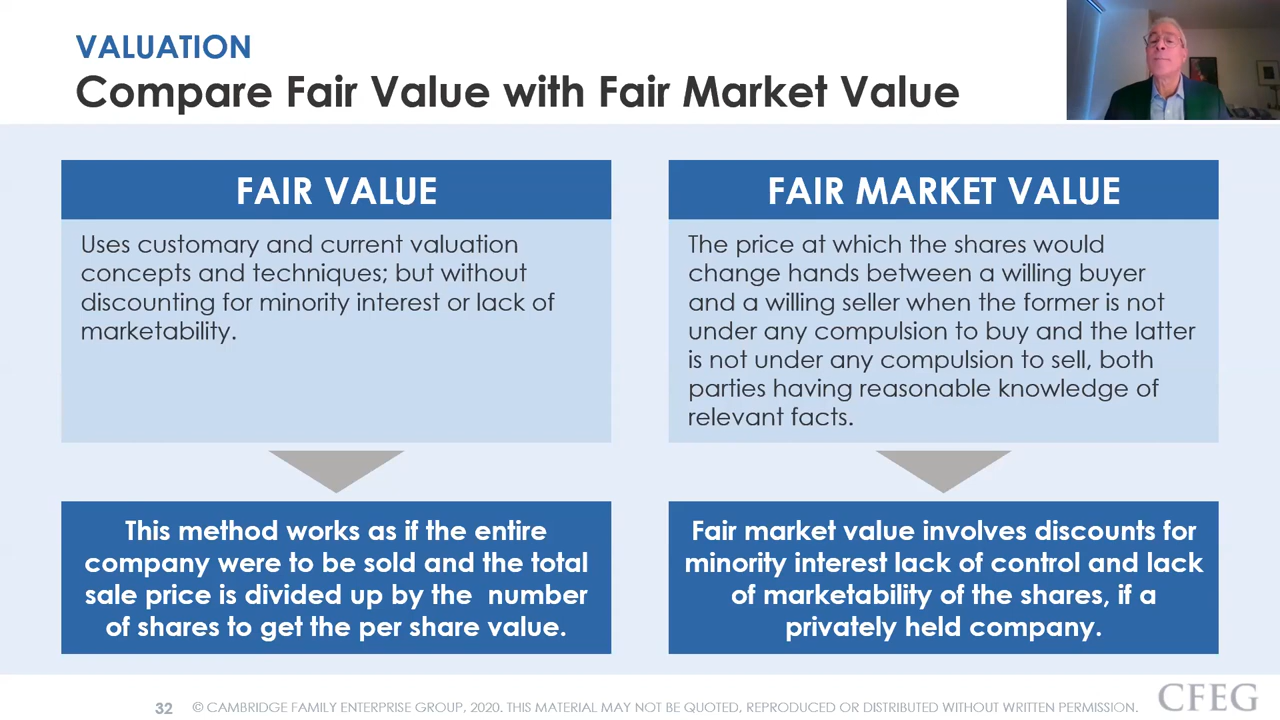 VALUATION
Compare Fair Value with Fair Market Value
FAIR VALUE
Uses customary and current valuation
concepts and techniques; but without
discounting for minority interest or lack of
marketability.
This method works as if the entire
company were to be sold and the total
sale price is divided up by the  number
of shares to get the per share value.
FAIR MARKET VALUE
The price at which the shares would
change hands between a willing buyer
and a willing seller when the former is not
under any compulsion to buy and the latter
is not under any compulsion to sell, both
parties having reasonable knowledge of
relevant facts.
Fair market value involves discounts for
minority interest lack of control and lack
of marketability of the shares, if a
privately held company.
32 © CAMBRIDGE FAMILY ENTERPRISE GROUP, 2020. THIS MATERIAL MAY NOT BE QUOTED, REPRODUCED OR DISTRIBUTED WITHOUT WRITTEN PERMISSION.
CFEG